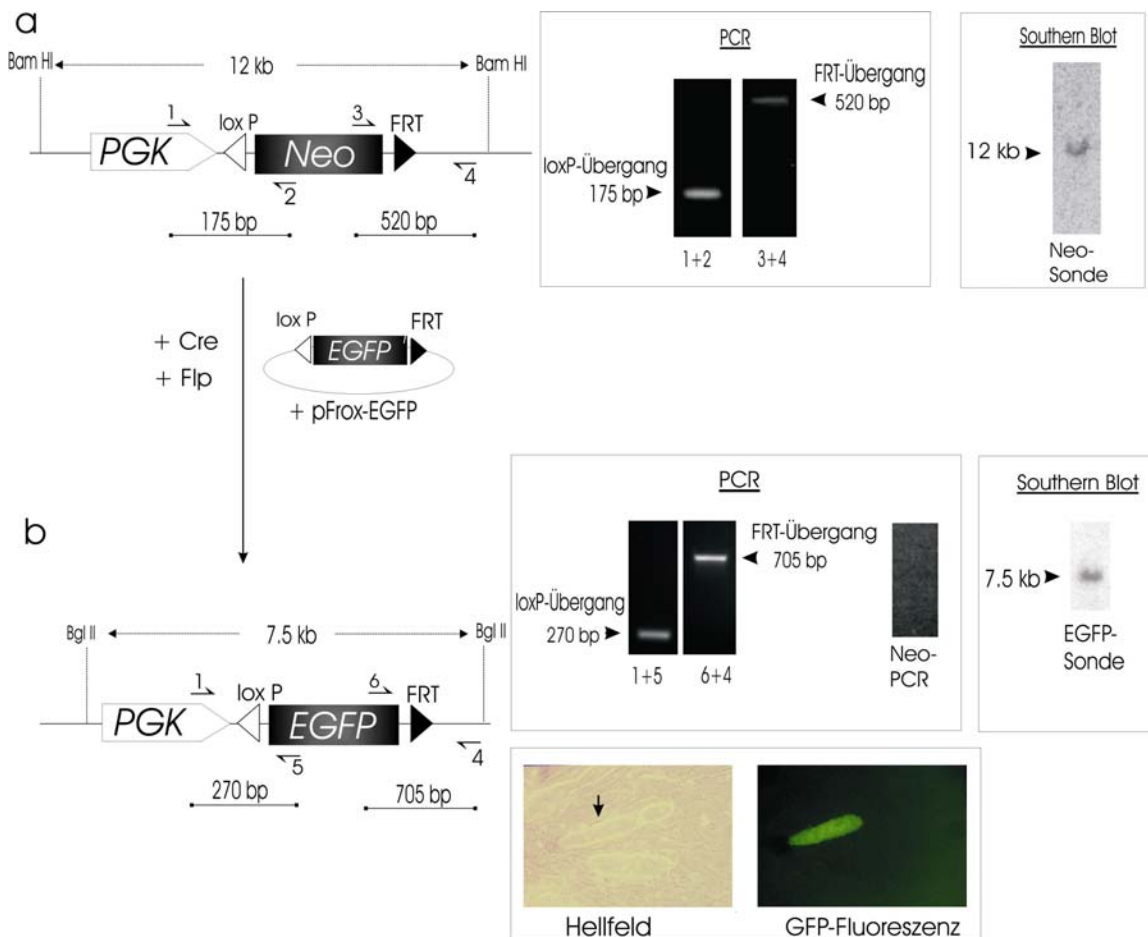 a
Bam HI
12 kb
Bam HI
1
lox P
3
FRT
PGK
Neo
2
4
175 bp
520 bp
PCR
FRT-Übergang
520 bp
loxP-Übergang
175 bp
1+2
3+4
Southern Blot
12 kb
Neo-
Sonde
+ Cre
+ Flp
lox P
FRT
EGFP
+ pFrox-EGFP
b
Bgl II
7.5 kb
Bgl II
1
lox P
6
FRT
PGK
EGFP
5
4
270 bp
705 bp
PCR
FRT-Übergang
705 bp
loxP-Übergang
270 bp
1+5
6+4
Neo-
PCR
Southern Blot
7.5 kb
EGFP-
Sonde
Hellfeld
GFP-Fluoreszenz